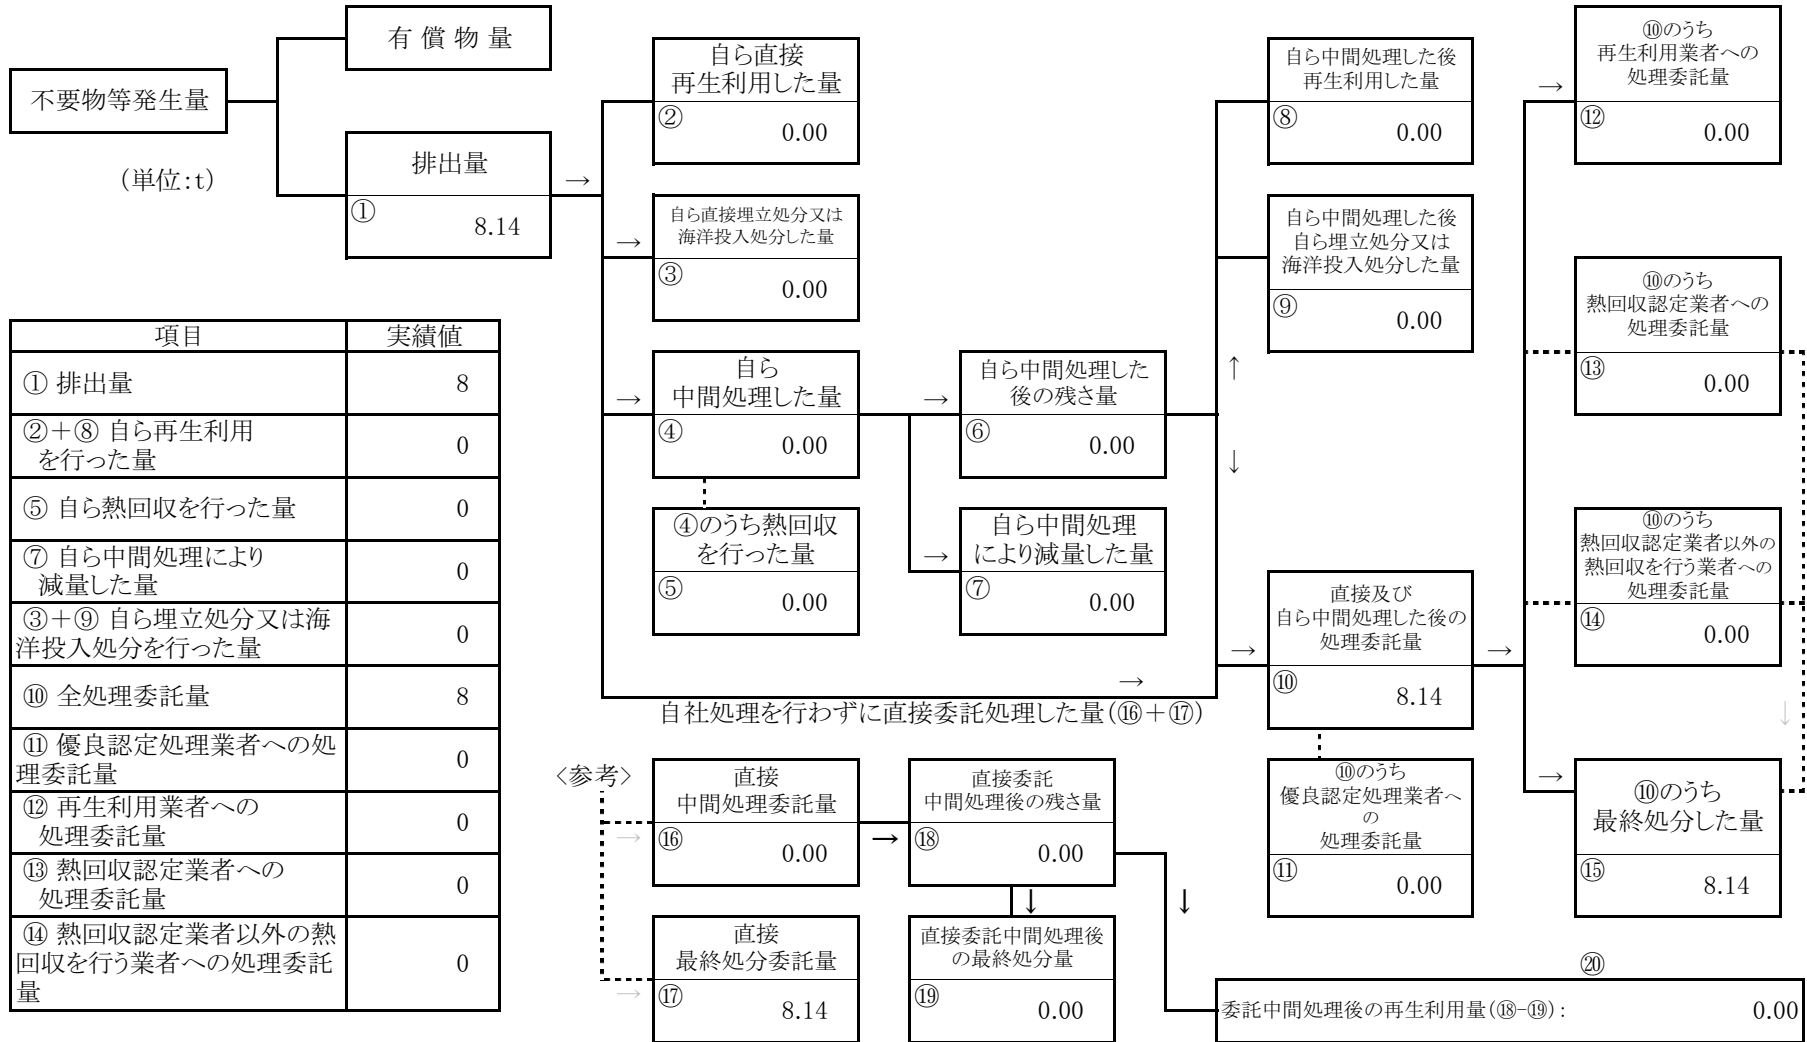 有 償 物 量
不要物等発生量
(単位:t)
排出量
①
8.14
→
自ら直接
再生利用した量
②
0.00
→
自ら直接埋立処分又は
海洋投入処分した量
③
0.00
→
自ら
中間処理した量
④
0.00
④のうち熱回収
を行った量
⑤
0.00
→
自ら中間処理した
後の残さ量
⑥
0.00
→
自ら中間処理
により減量した量
⑦
0.00
↑
↓
自ら中間処理した後
再生利用した量
⑧
0.00
自ら中間処理した後
自ら埋立処分又は
海洋投入処分した量
⑨
0.00
→
自社処理を行わずに直接委託処理した量(⑯+⑰)
→
直接及び
自ら中間処理した後の
処理委託量
⑩
8.14
⑩のうち
優良認定処理業者へ
の
処理委託量
⑪
0.00
→
→
⑩のうち
再生利用業者への
処理委託量
⑫
0.00
⑩のうち
熱回収認定業者への
処理委託量
⑬
0.00
⑩のうち
熱回収認定業者以外の
熱回収を行う業者への
処理委託量
⑭
0.00
↓
→
⑩のうち
最終処分した量
⑮
8.14
項目 実績値
① 排出量 8
②+⑧ 自ら再生利用
を行った量 0
⑤ 自ら熱回収を行った量 0
⑦ 自ら中間処理により
減量した量 0
③+⑨ 自ら埋立処分又は海
洋投入処分を行った量 0
⑩ 全処理委託量 8
⑪ 優良認定処理業者への処
理委託量 0
⑫ 再生利用業者への
処理委託量 0
⑬ 熱回収認定業者への
処理委託量 0
⑭ 熱回収認定業者以外の熱
回収を行う業者への処理委託
量 0
<参考>
→
直接
中間処理委託量
⑯
0.00
→
直接委託
中間処理後の残さ量
⑱
0.00
→
直接
最終処分委託量
⑰
8.14
↓
直接委託中間処理後
の最終処分量
⑲
0.00
↓
⑳
委託中間処理後の再生利用量(⑱-⑲): 0.00